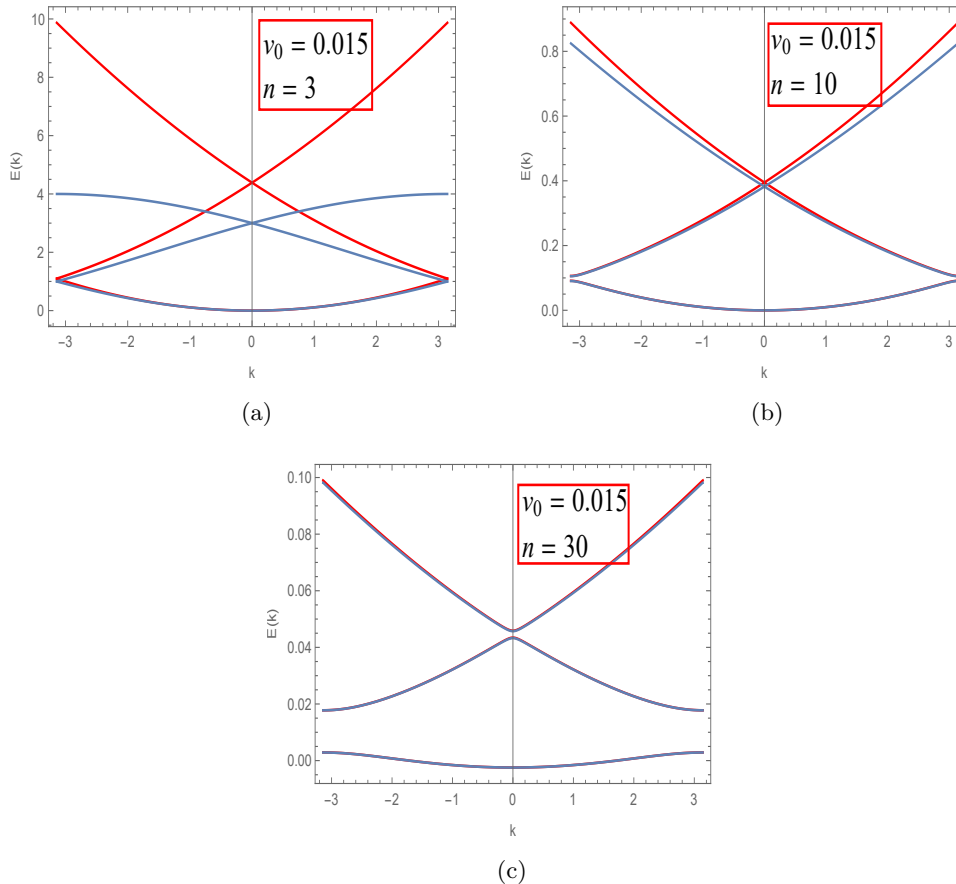 v₀ = 0.015
n = 3
E(k)
10
8
6
4
2
0
-3 -2 -1 0 1 2 3
k
(a)
v₀ = 0.015
n = 10
E(k)
0.8
0.6
0.4
0.2
0.0
-3 -2 -1 0 1 2 3
k
(b)
v₀ = 0.015
n = 30
E(k)
0.10
0.08
0.06
0.04
0.02
0.00
-3 -2 -1 0 1 2 3
k
(c)